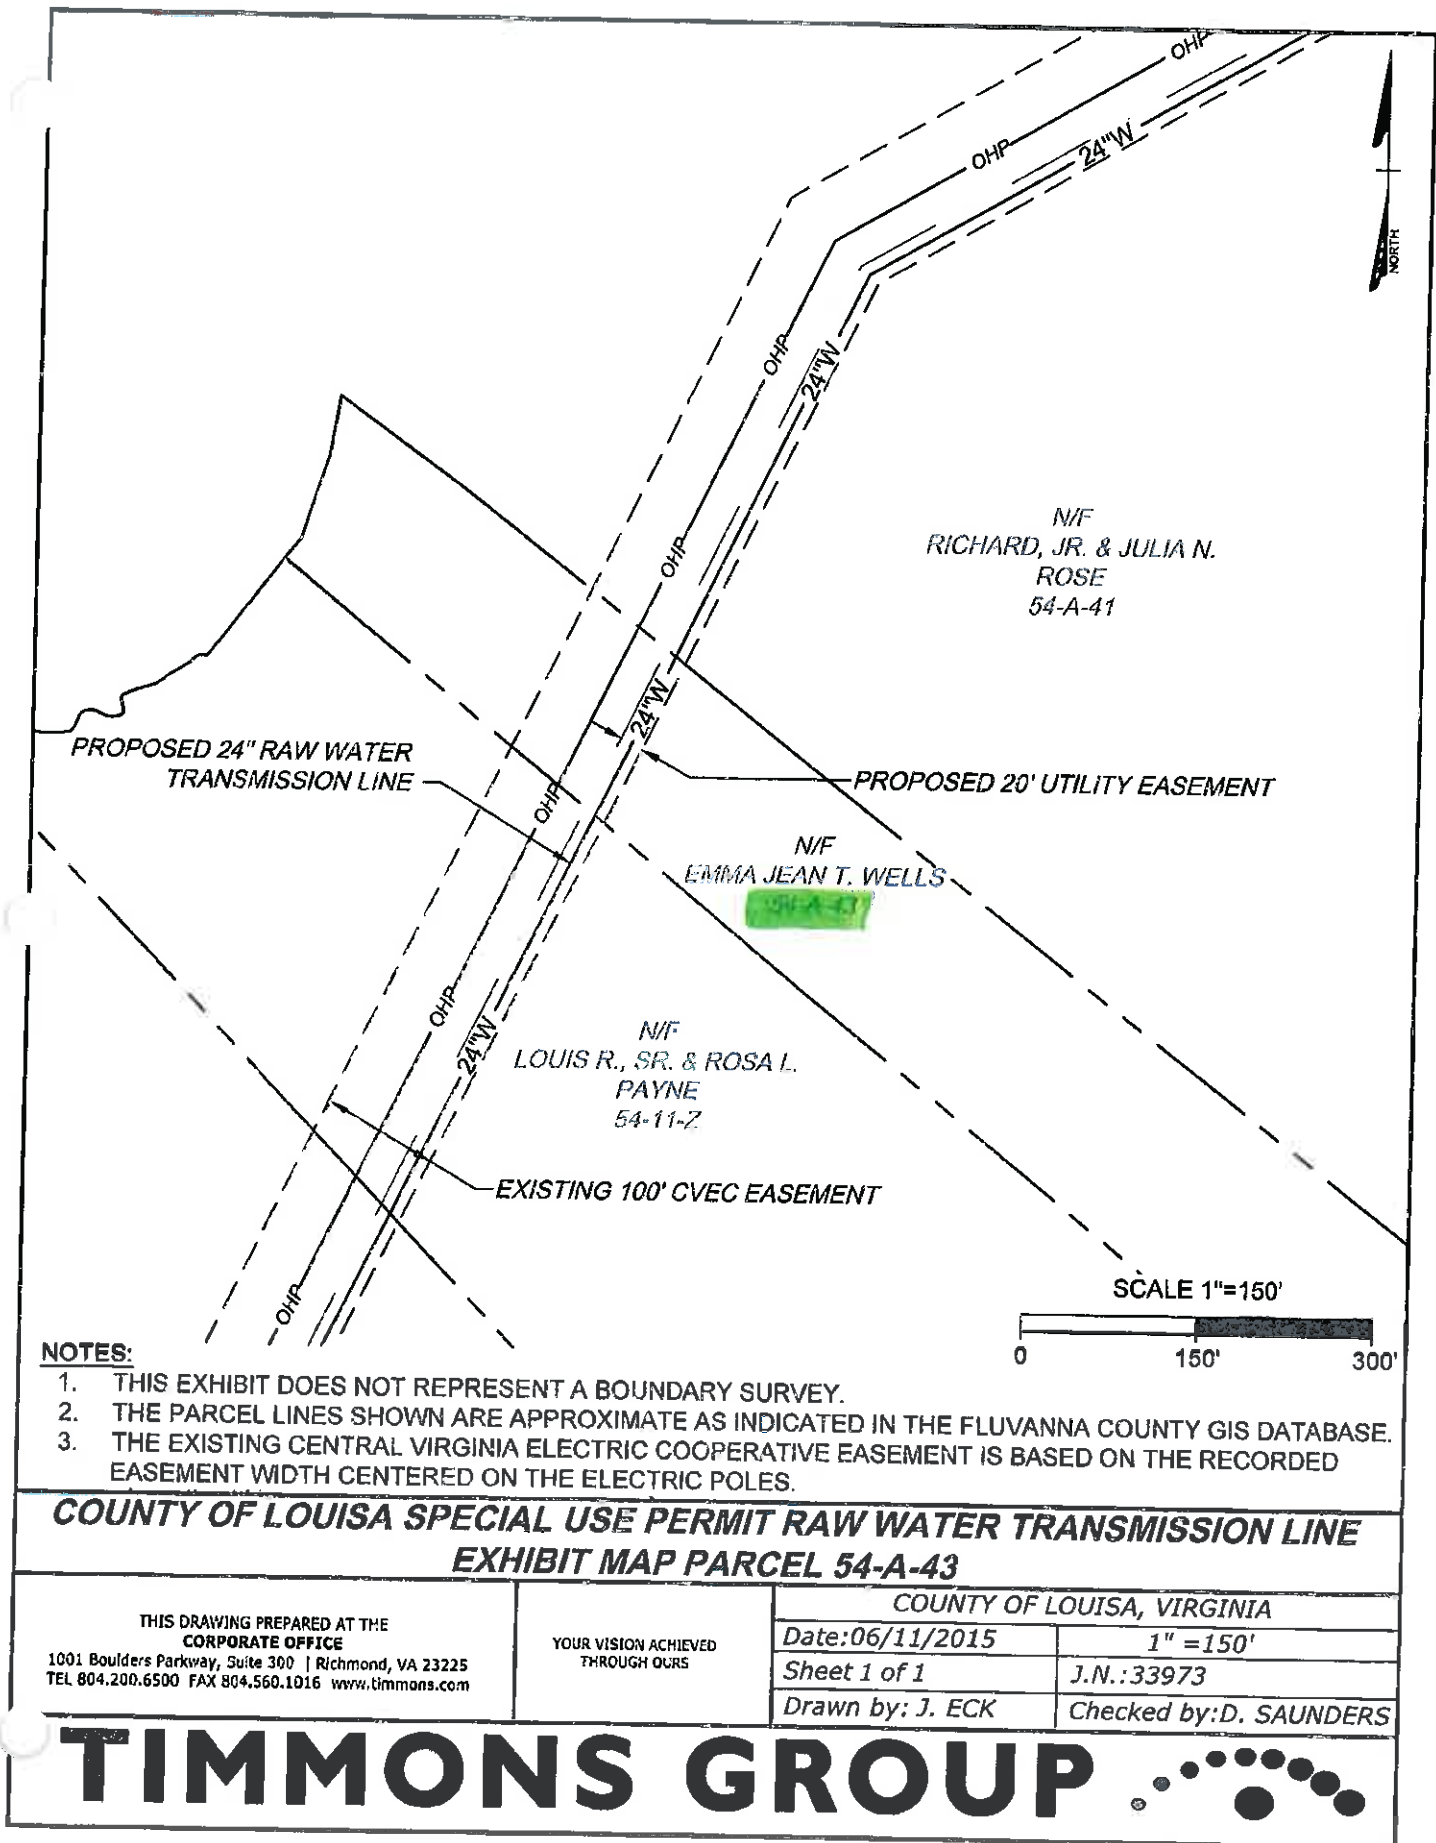 OHP
OHP
24"W
NORTH
OHP
24"W
N/F
RICHARD, JR. & JULIA N.
ROSE
54-A-41
OHP
24"W
PROPOSED 24" RAW WATER
TRANSMISSION LINE
PROPOSED 20' UTILITY EASEMENT
OHP
N/F
EMMA JEAN T. WELLS
OHP
24"W
N/F
LOUIS R., SR. & ROSA L.
PAYNE
54-11-Z
EXISTING 100' CVEC EASEMENT
OHP
SCALE 1"=150'
0 150' 300'
NOTES:
1. THIS EXHIBIT DOES NOT REPRESENT A BOUNDARY SURVEY.
2. THE PARCEL LINES SHOWN ARE APPROXIMATE AS INDICATED IN THE FLUVANNA COUNTY GIS DATABASE.
3. THE EXISTING CENTRAL VIRGINIA ELECTRIC COOPERATIVE EASEMENT IS BASED ON THE RECORDED
EASEMENT WIDTH CENTERED ON THE ELECTRIC POLES.
COUNTY OF LOUISA SPECIAL USE PERMIT RAW WATER TRANSMISSION LINE
EXHIBIT MAP PARCEL 54-A-43
THIS DRAWING PREPARED AT THE
CORPORATE OFFICE
1001 Boulders Parkway, Suite 300 | Richmond, VA 23225
TEL 804.200.6500 FAX 804.560.1016 www.timmons.com
YOUR VISION ACHIEVED
THROUGH OURS
COUNTY OF LOUISA, VIRGINIA
Date:06/11/2015 1" =150'
Sheet 1 of 1 J.N.:33973
Drawn by: J. ECK Checked by:D. SAUNDERS
TIMMONS GROUP